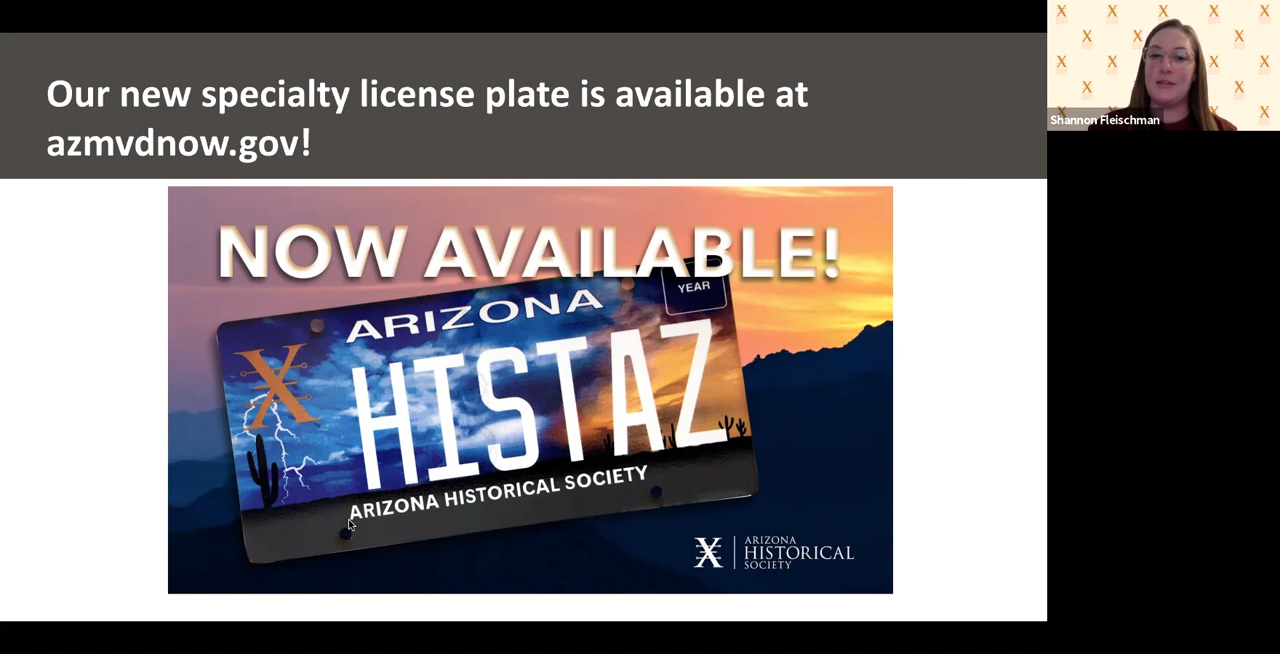 Our new specialty license plate is available at
azmvdnow.gov!
NOW AVAILABLE!
YEAR
ARIZONA
X
HISTAZ
ARIZONA HISTORICAL SOCIETY
X
ARIZONA
HISTORICAL
SOCIETY
Shannon Fleischman